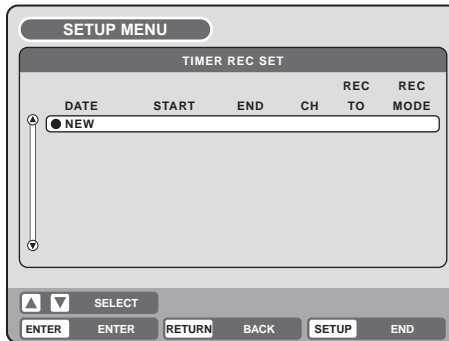 SETUP MENU
TIMER REC SET
REC REC
DATE START END CH TO MODE
NEW
SELECT
ENTER ENTER RETURN BACK SETUP END